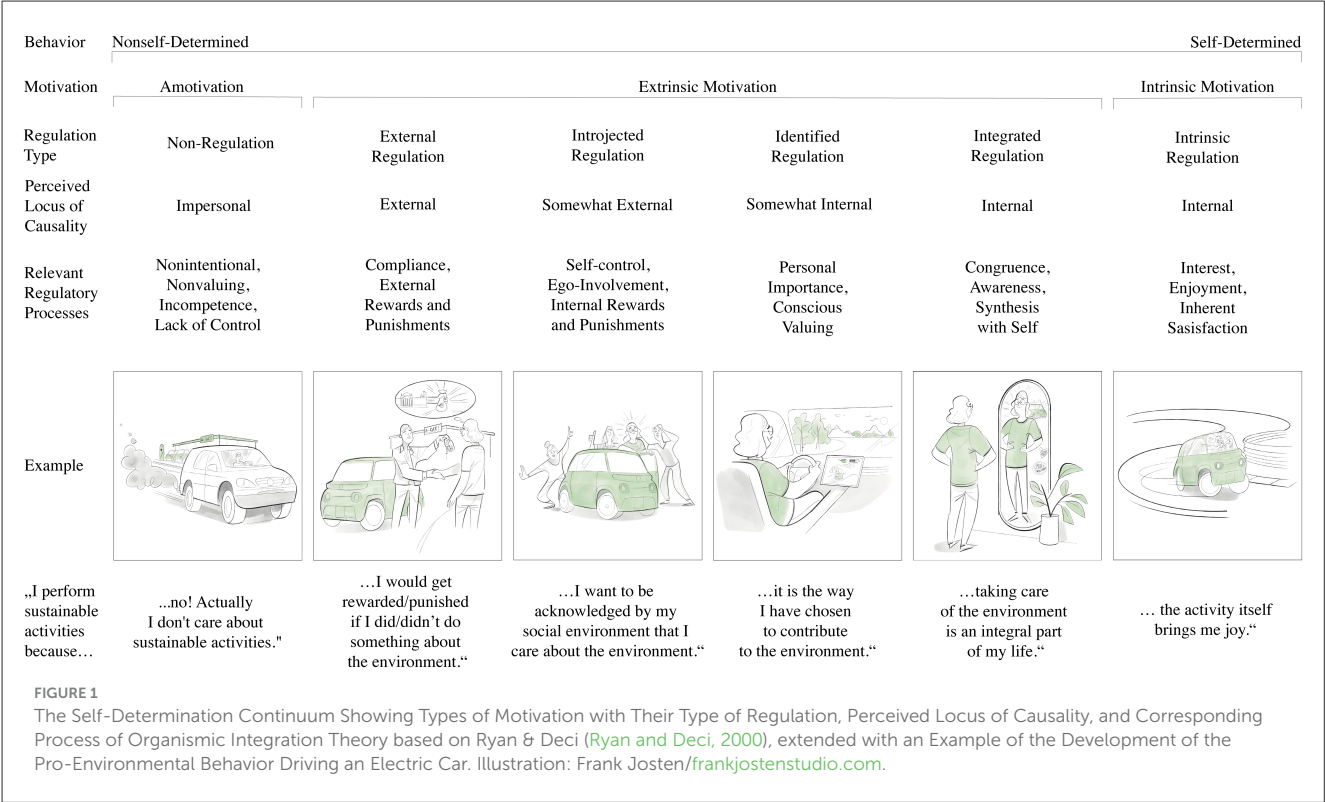 Behavior
Nonself-Determined
Self-Determined
Motivation
Amotivation
Extrinsic Motivation
Intrinsic Motivation
Regulation
Type
Non-Regulation
External
Regulation
Introjected
Regulation
Identified
Regulation
Integrated
Regulation
Intrinsic
Regulation
Perceived
Locus of
Causality
Impersonal
External
Somewhat External
Somewhat Internal
Internal
Internal
Relevant
Regulatory
Processes
Nonintentional,
Nonvaluing,
Incompetence,
Lack of Control
Compliance,
External
Rewards and
Punishments
Self-control,
Ego-Involvement,
Internal Rewards
and Punishments
Personal
Importance,
Conscious
Valuing
Congruence,
Awareness,
Synthesis
with Self
Interest,
Enjoyment,
Inherent
Sasisfaction
Example
„I perform
sustainable
activities
because…
...no! Actually
I don't care about
sustainable activities."
…I would get
rewarded/punished
if I did/didn’t do
something about
the environment.“
…I want to be
acknowledged by my
social environment that I
care about the environment.“
…it is the way
I have chosen
to contribute
to the environment.“
…taking care
of the environment
is an integral part
of my life.“
… the activity itself
brings me joy.“
FIGURE 1
The Self-Determination Continuum Showing Types of Motivation with Their Type of Regulation, Perceived Locus of Causality, and Corresponding
Process of Organismic Integration Theory based on Ryan & Deci (Ryan and Deci, 2000), extended with an Example of the Development of the
Pro-Environmental Behavior Driving an Electric Car. Illustration: Frank Josten/frankjostenstudio.com.